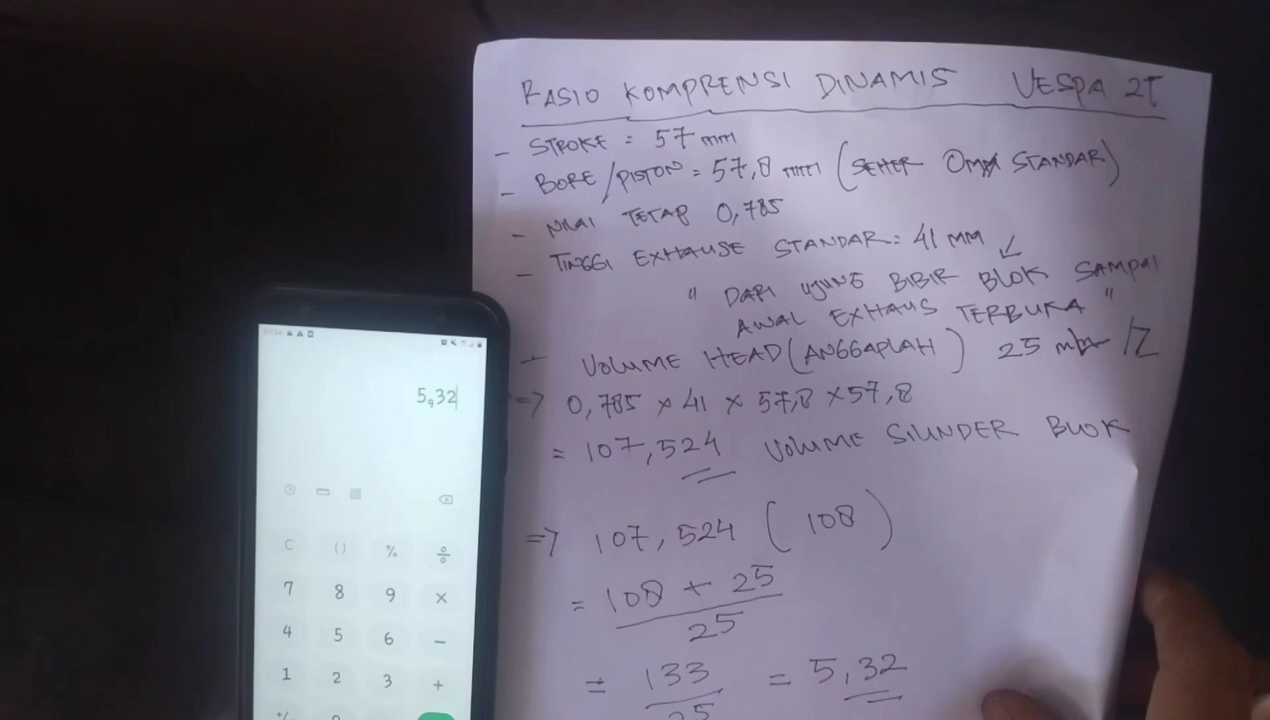 RASIO KOMPRENSI DINAMIS VESPA 2T
- STROKE = 57 mm
- BORE/PISTON = 57,8 mm (SEHER OM STANDAR)
- NILAI TETAP 0,785
- TINGGI EXHAUSE STANDAR: 41 MM
" DARI UJUNG BIBIR BLOK SAMPAI
AWAL EXHAUS TERBUKA "
- VOLUME HEAD (ANGGAPLAH) 25
=> 0,785 x 41 x 57,8 x 57,8
= 107,524 VOLUME SILINDER BLOK
=> 107,524 (108)
= 108 + 25
25
= 133 = 5,32
25
5,32
C () % ÷
7 8 9 ×
4 5 6 −
1 2 3 +